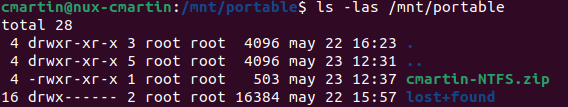 cmartin@nux-cmartin:/mnt/portable$ ls -las /mnt/portable
total 28
 4 drwxr-xr-x 3 root root  4096 may 22 16:23 .
 4 drwxr-xr-x 5 root root  4096 may 23 12:31 ..
 4 -rwxr-xr-x 1 root root   503 may 23 12:37 cmartin-NTFS.zip
16 drwx------ 2 root root 16384 may 22 15:57 lost+found